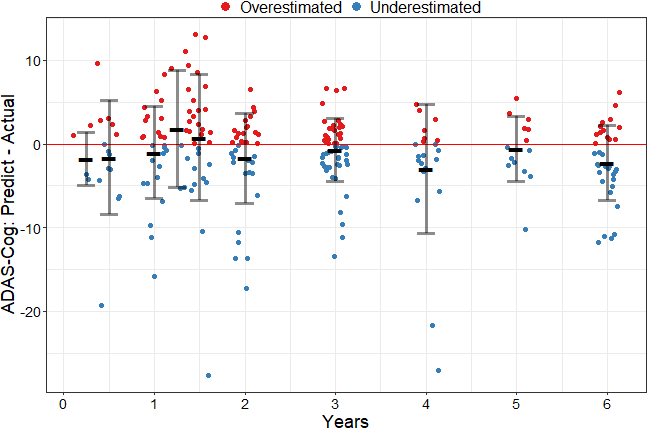 Overestimated Underestimated
ADAS-Cog: Predict - Actual
10
0
-10
-20
0 1 2 3 4 5 6
Years